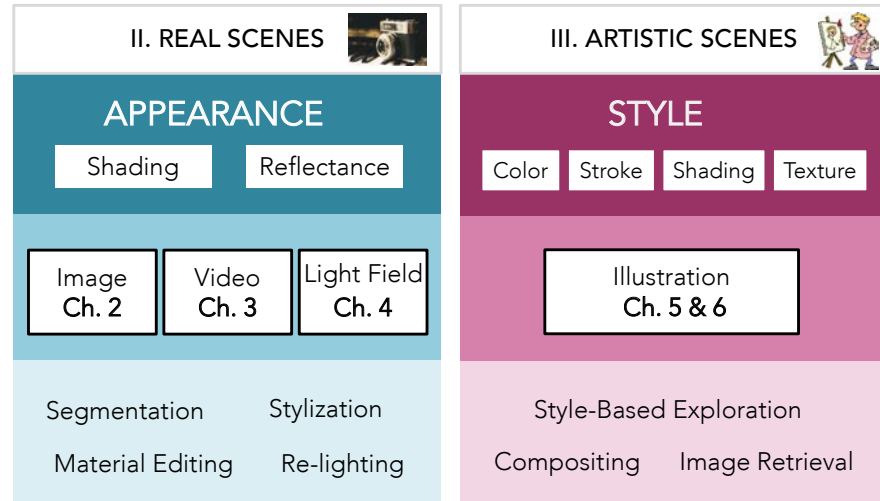 II. REAL SCENES
APPEARANCE
Shading Reflectance
Image Video Light Field
Ch. 2 Ch. 3 Ch. 4
Segmentation Stylization
Material Editing Re-lighting
III. ARTISTIC SCENES
STYLE
Color Stroke Shading Texture
Illustration
Ch. 5 & 6
Style-Based Exploration
Compositing Image Retrieval